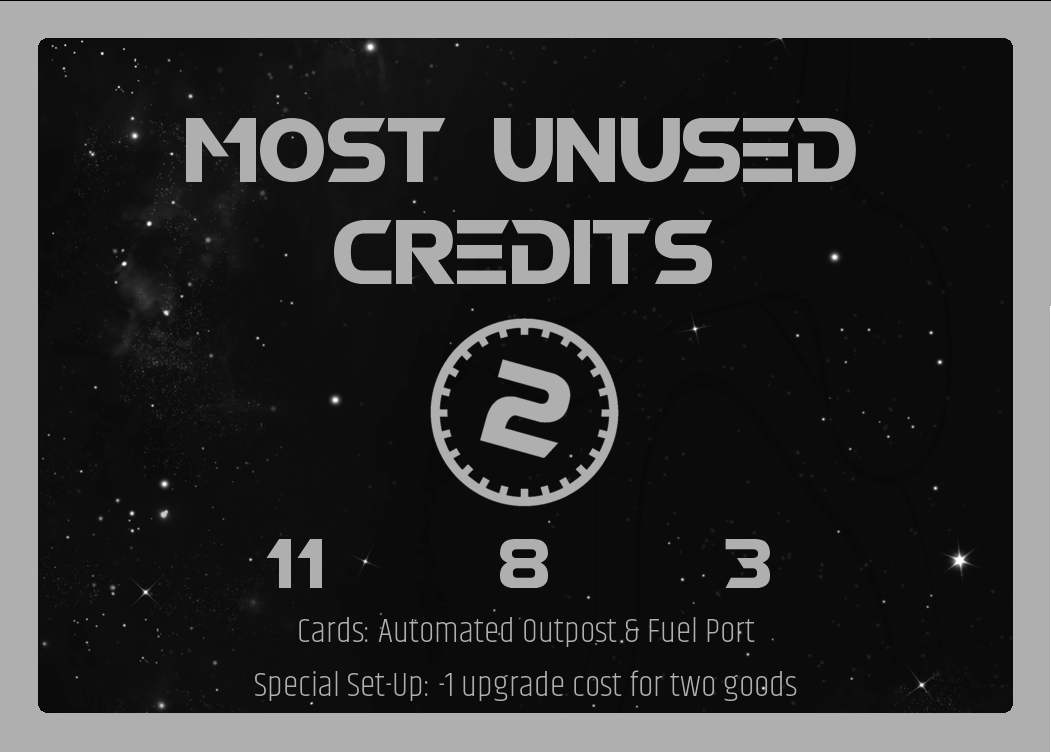 MOST UNUSED
CREDITS
2
11 8 3
Cards: Automated Outpost & Fuel Port
Special Set-Up: -1 upgrade cost for two goods